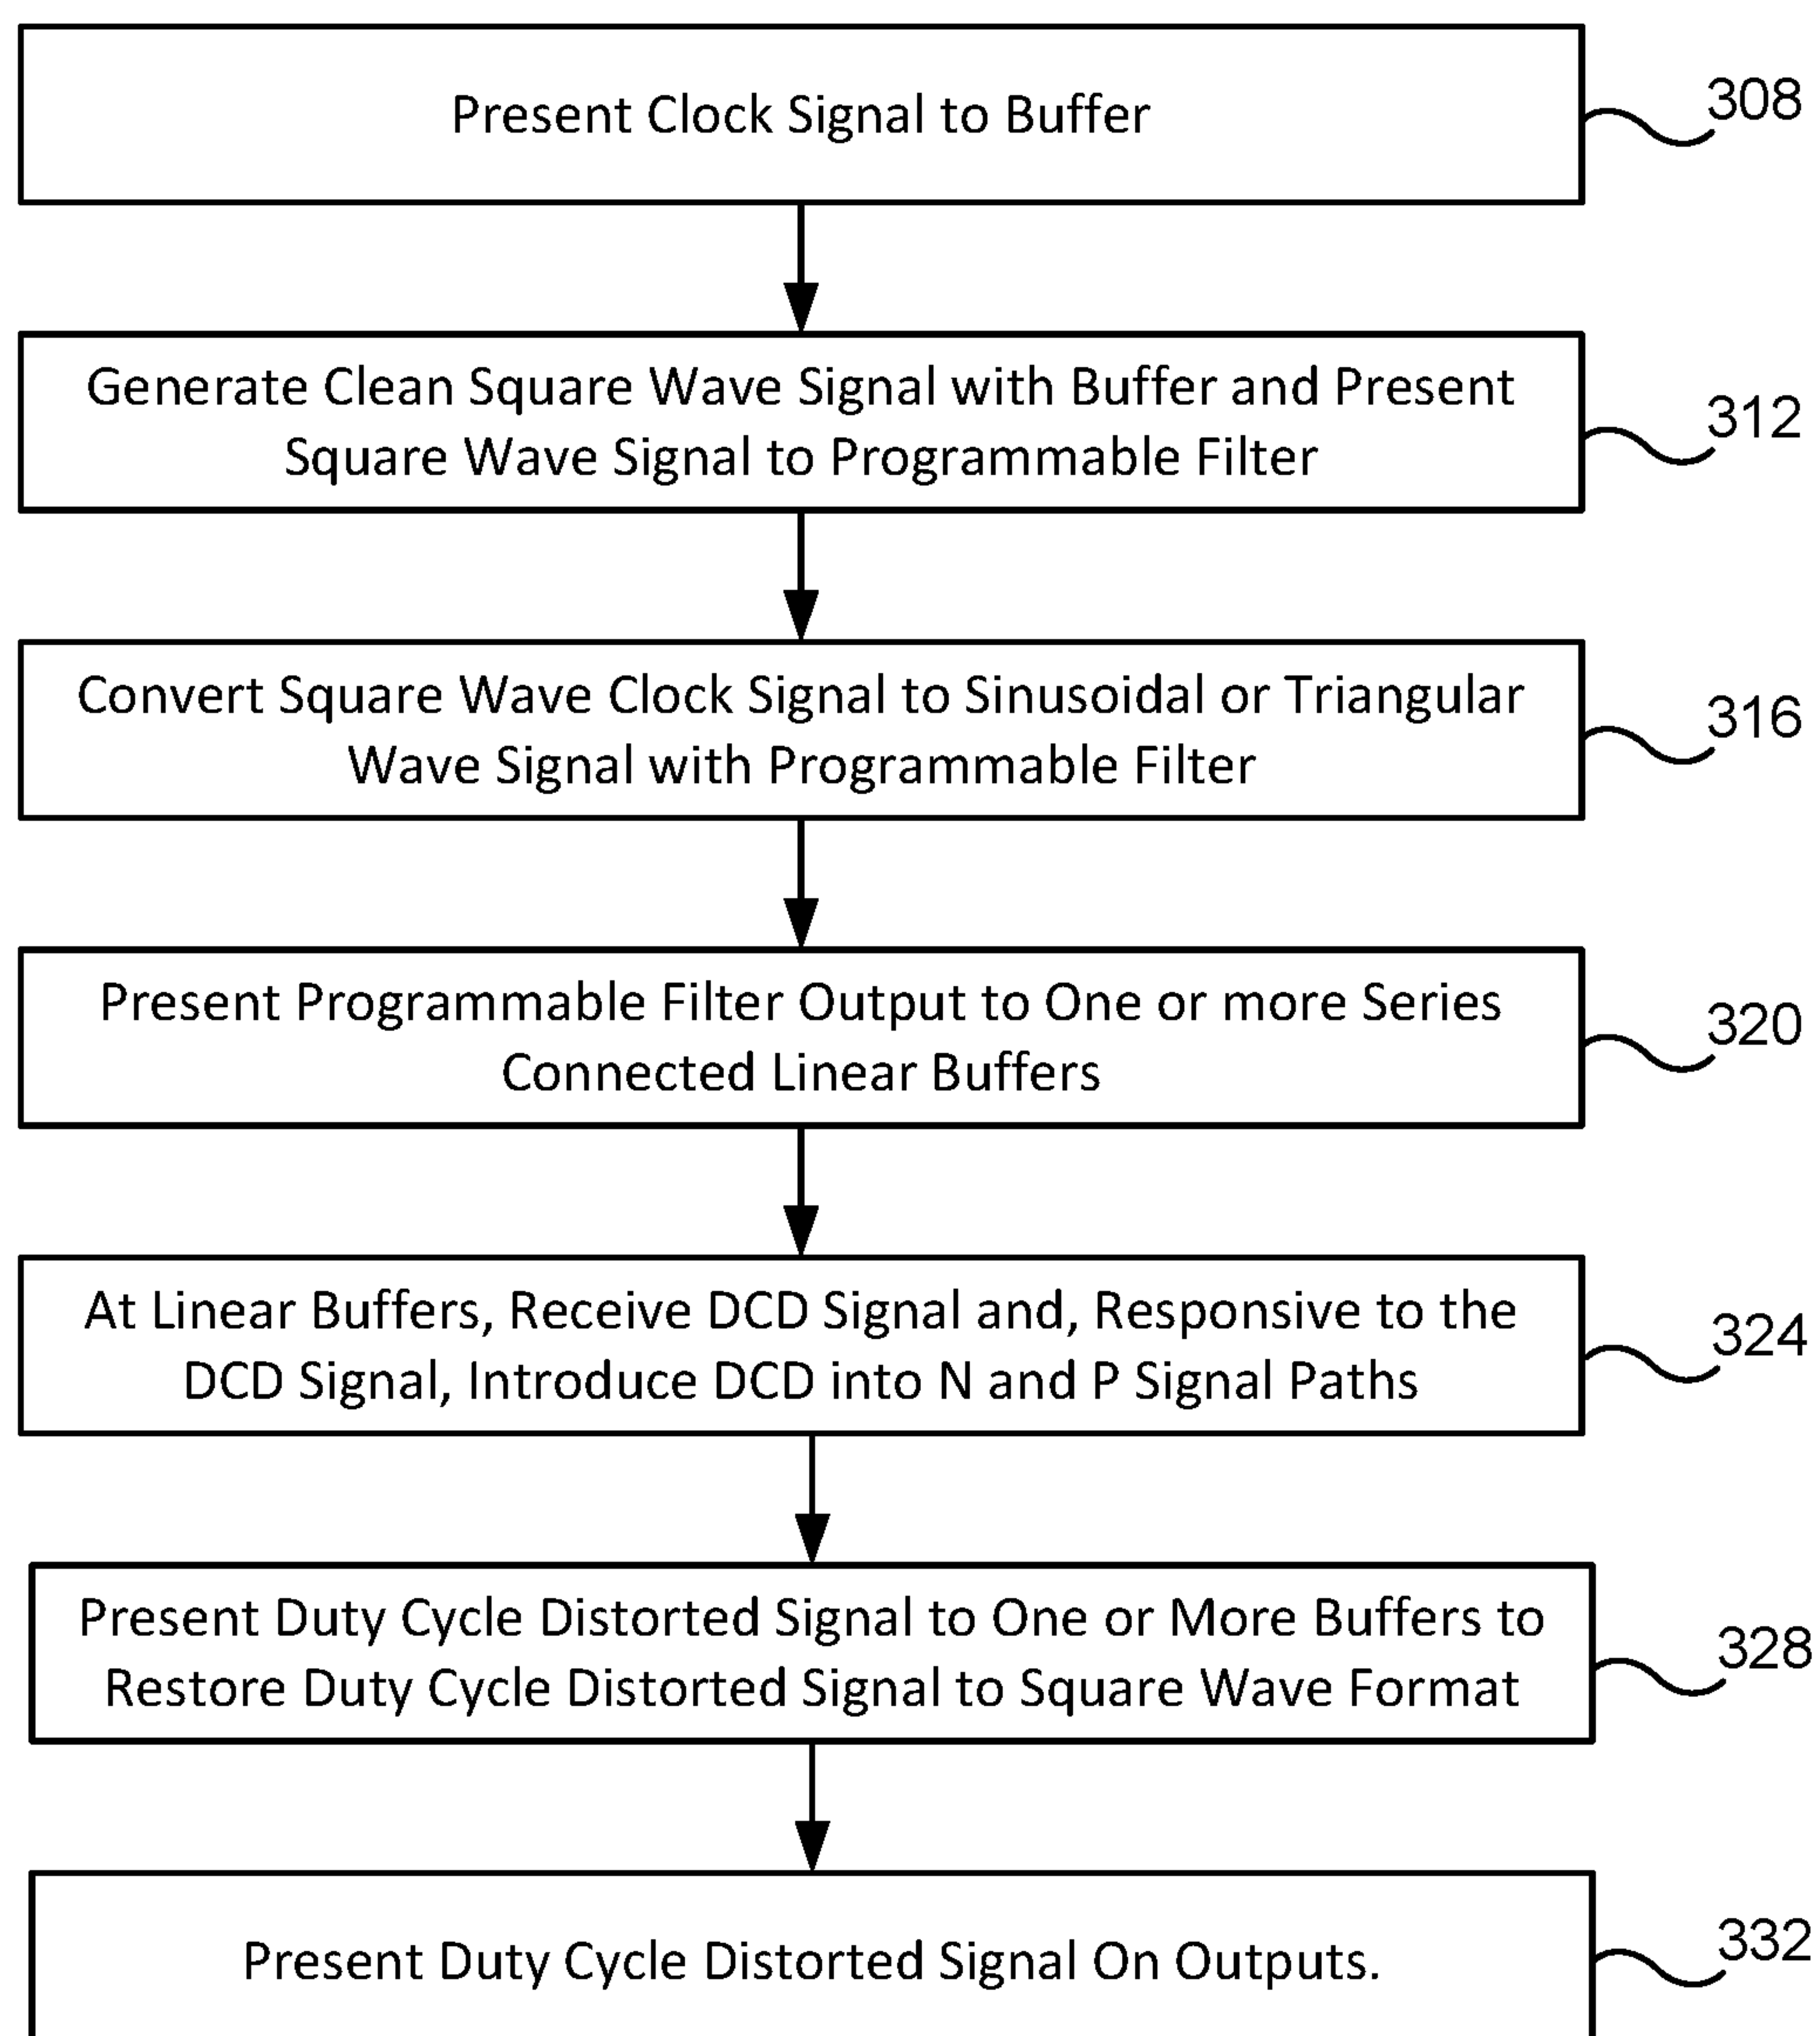 Present Clock Signal to Buffer
308
Generate Clean Square Wave Signal with Buffer and Present
Square Wave Signal to Programmable Filter
312
Convert Square Wave Clock Signal to Sinusoidal or Triangular
Wave Signal with Programmable Filter
316
Present Programmable Filter Output to One or more Series
Connected Linear Buffers
320
At Linear Buffers, Receive DCD Signal and, Responsive to the
DCD Signal, Introduce DCD into N and P Signal Paths
324
Present Duty Cycle Distorted Signal to One or More Buffers to
Restore Duty Cycle Distorted Signal to Square Wave Format
328
Present Duty Cycle Distorted Signal On Outputs.
332